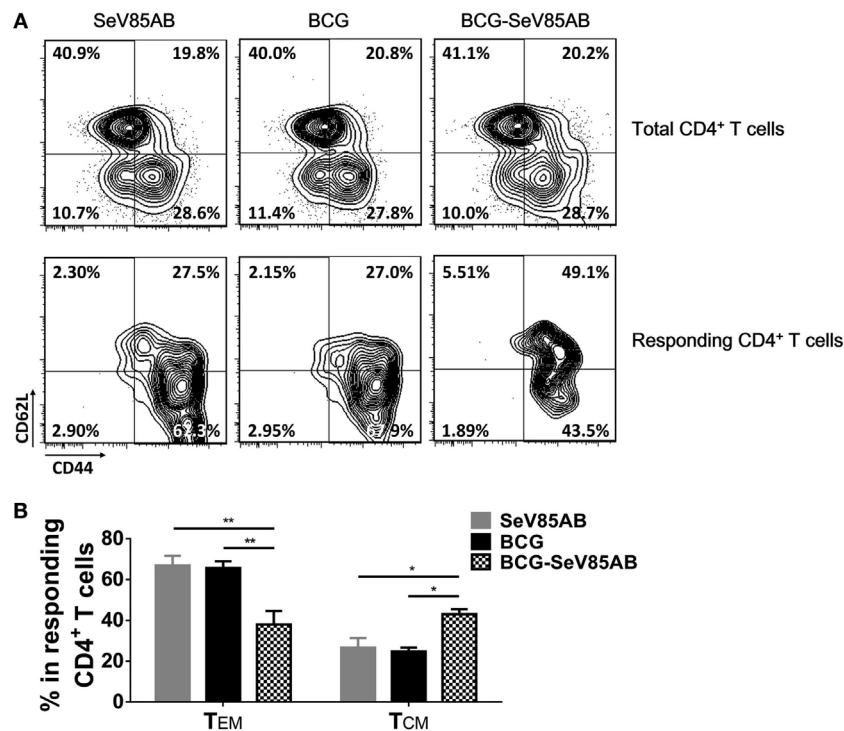 A
SeV85AB BCG BCG-SeV85AB
40.9% 19.8% 40.0% 20.8% 41.1% 20.2%
Total CD4+ T cells
10.7% 28.6% 11.4% 27.8% 10.0% 28.7%
2.30% 27.5% 2.15% 27.0% 5.51% 49.1%
Responding CD4+ T cells
CD62L
2.90% 2.95% 1.89% 43.5%
CD44
B
% in responding
CD4+ T cells
80
60
40
20
0
** 
**
*
*
SeV85AB
BCG
BCG-SeV85AB
TEM TCM